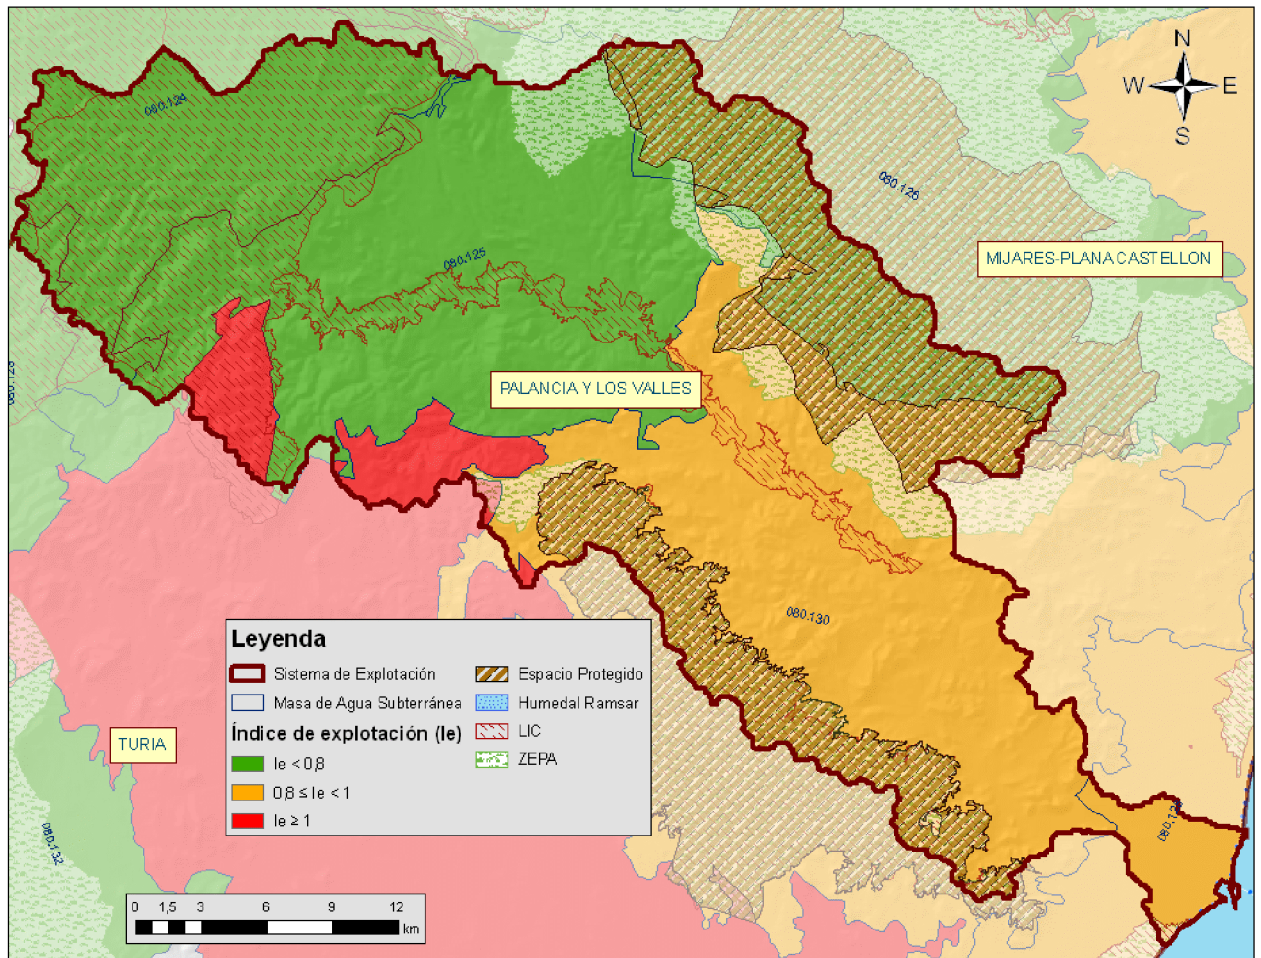 N
W
E
S
080.124
080.126
080.125
MIJARES-PLANA CASTELLON
PALANCIA Y LOS VALLES
080.130
Leyenda
Sistema de Explotación
Masa de Agua Subterránea
Índice de explotación (Ie)
Ie < 0,8
0,8 ≤ Ie < 1
Ie ≥ 1
Espacio Protegido
Humedal Ramsar
LIC
ZEPA
TURIA
080.132
0 1,5 3 6 9 12
km